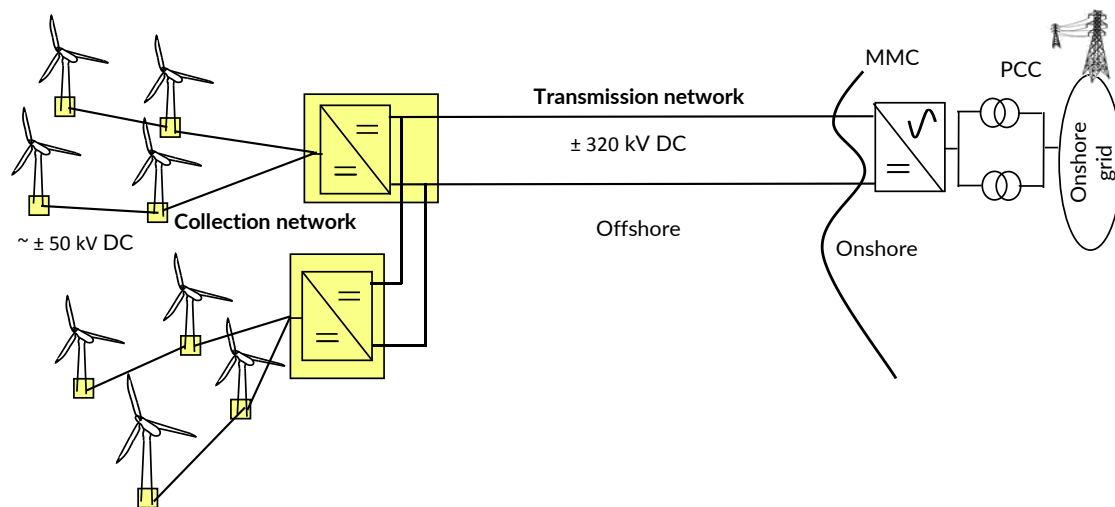 MMC
PCC
Transmission network
± 320 kV DC
Onshore
grid
Collection network
~ ± 50 kV DC
Offshore
Onshore